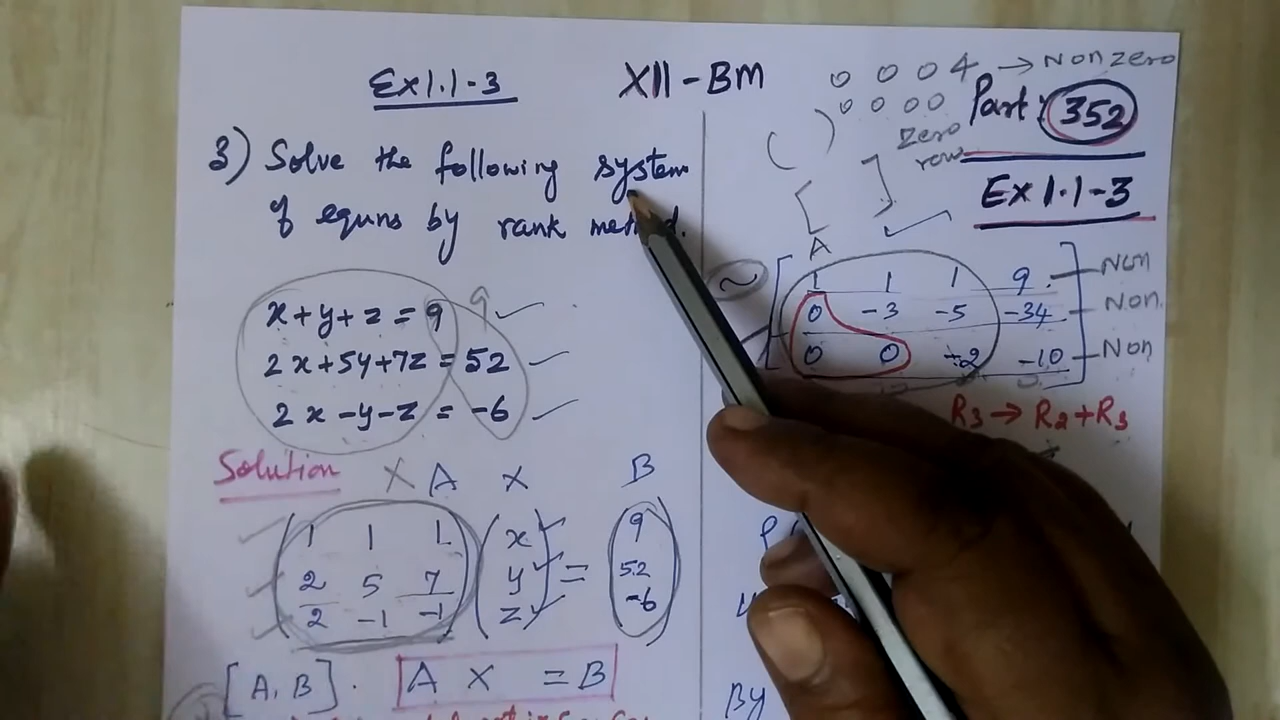 Ex 1.1-3
XII-BM
3) Solve the following system
of equns by rank
x+y+z = 9 9
2x+5y+7z = 52
2x-y-z = -6
Solution
X A X B
1 1 1 x 9
2 5 7 y = 52
2 -1 -1 z -6
[A, B]. A X = B
0 0 0 4 → Non zero
0 0 0 0
Zero
row
Part: 352
Ex 1.1-3
A
~ [ 1 1 1 9 ] Non
0 -3 -5 -34 Non
0 0 -2 -10 Non
R3 → R2+R3
By